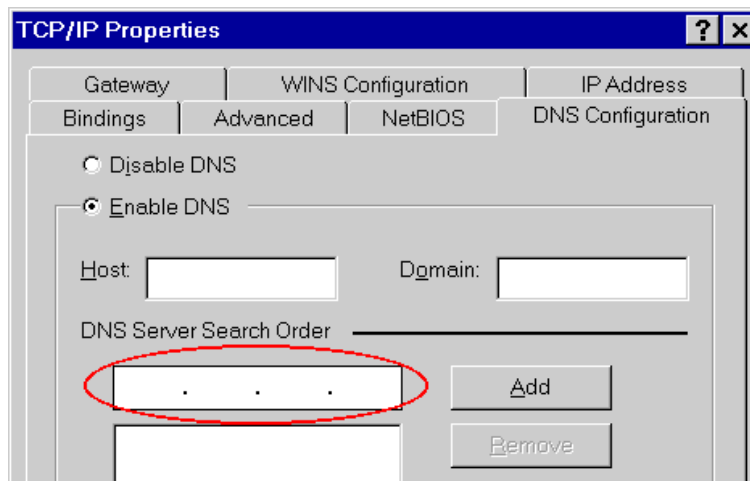 TCP/IP Properties
Gateway WINS Configuration IP Address
Bindings Advanced NetBIOS DNS Configuration
Disable DNS
Enable DNS
Host: Domain:
DNS Server Search Order
. . . Add
Remove